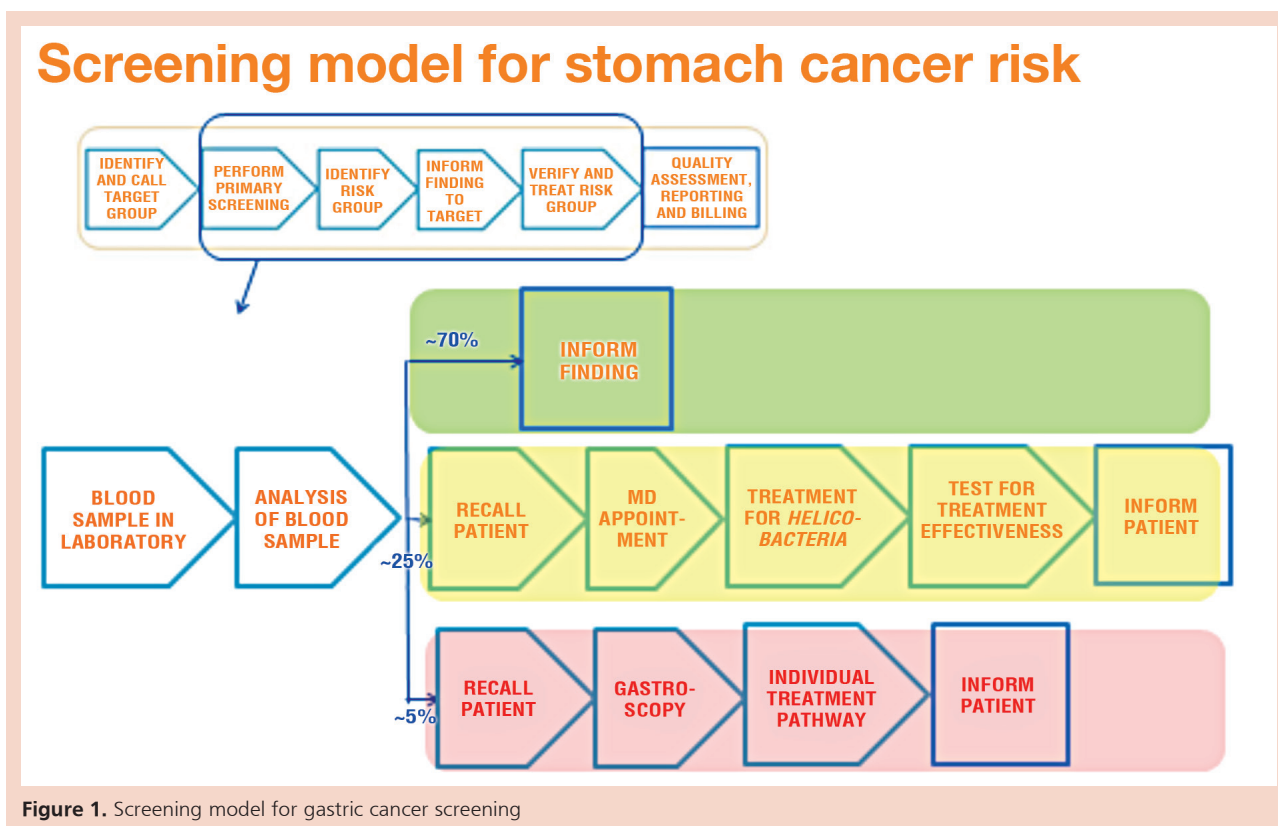 Screening model for stomach cancer risk
IDENTIFY
AND CALL
TARGET
GROUP
PERFORM
PRIMARY
SCREENING
IDENTIFY
RISK
GROUP
INFORM
FINDING
TO
TARGET
VERIFY AND
TREAT RISK
GROUP
QUALITY
ASSESSMENT,
REPORTING
AND BILLING
~70%
INFORM
FINDING
BLOOD
SAMPLE IN
LABORATORY
ANALYSIS
OF BLOOD
SAMPLE
~25%
RECALL
PATIENT
MD
APPOINT-
MENT
TREATMENT
FOR HELICO-
BACTERIA
TEST FOR
TREATMENT
EFFECTIVENESS
INFORM
PATIENT
~5%
RECALL
PATIENT
GASTRO-
SCOPY
INDIVIDUAL
TREATMENT
PATHWAY
INFORM
PATIENT
Figure 1. Screening model for gastric cancer screening